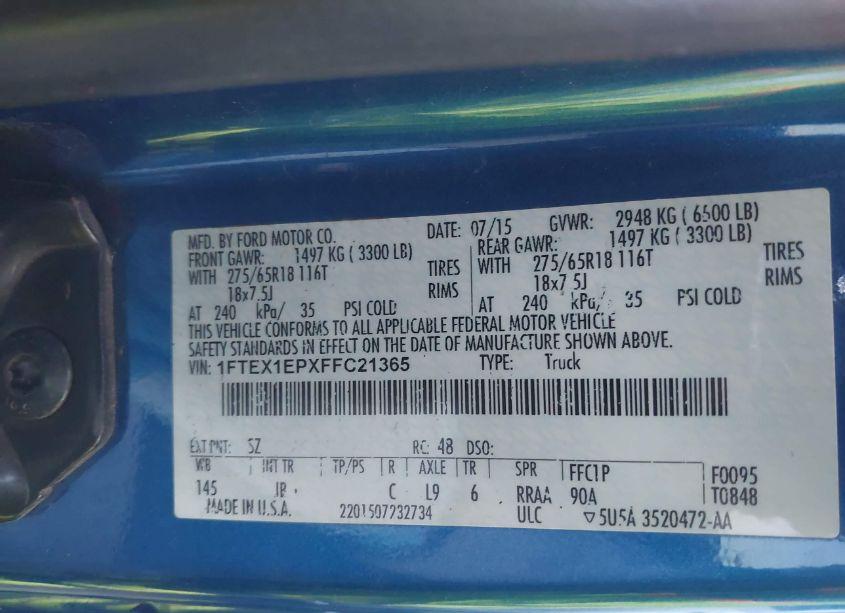 MFD. BY FORD MOTOR CO. DATE: 07/15 GVWR: 2948 KG ( 6500 LB)
FRONT GAWR: 1497 KG ( 3300 LB) REAR GAWR: 1497 KG ( 3300 LB)
WITH 275/65R18 116T TIRES WITH 275/65R18 116T TIRES
18x7.5J RIMS 18x7.5J RIMS
AT 240 kPa/ 35 PSI COLD AT 240 kPa/ 35 PSI COLD
THIS VEHICLE CONFORMS TO ALL APPLICABLE FEDERAL MOTOR VEHICLE
SAFETY STANDARDS IN EFFECT ON THE DATE OF MANUFACTURE SHOWN ABOVE.
VIN: 1FTEX1EPXFFC21365 TYPE: Truck
EXT PNT: SZ RC: 48 DSO:
WB INT TR TP/PS R AXLE TR SPR FFC1P F0095
145 C L9 6 RRAA 90A T0848
MADE IN U.S.A. 2201507232734 ULC ▽5U5A 3520472-AA